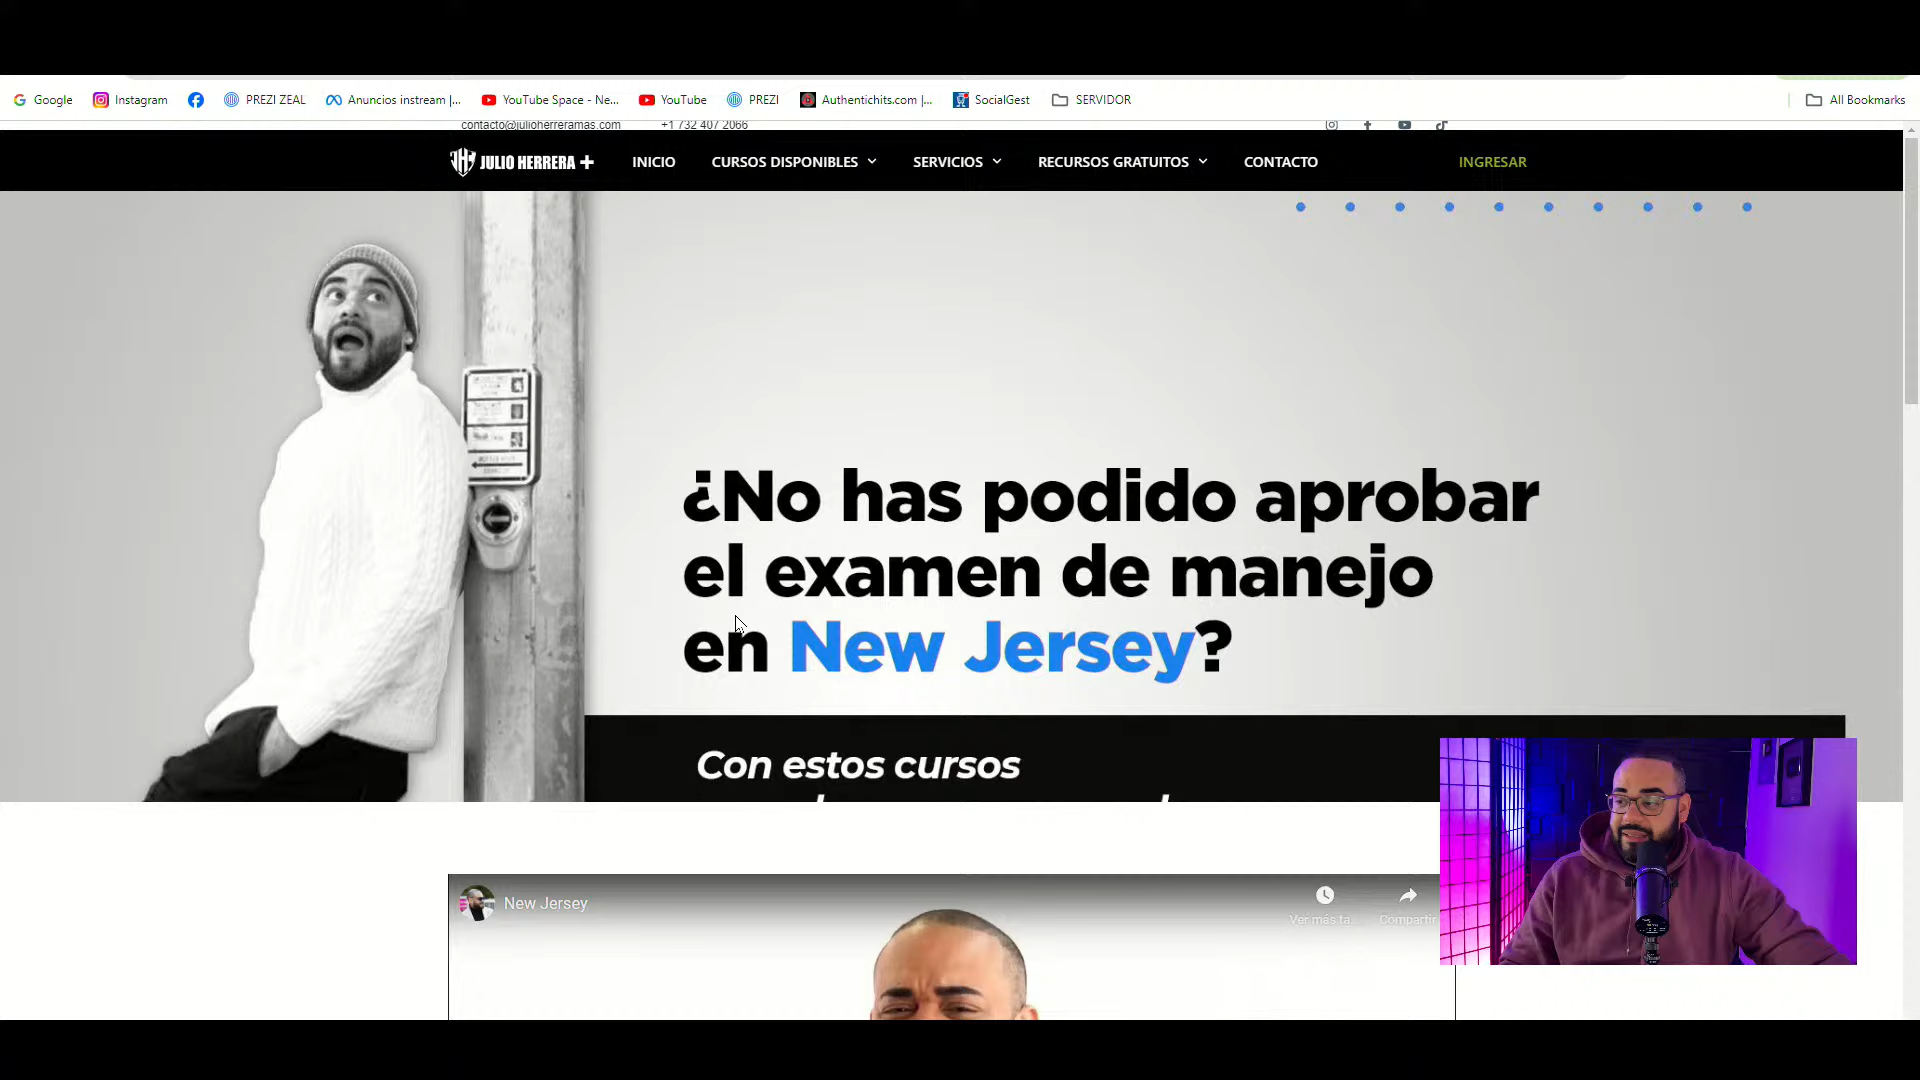 Google Instagram PREZI ZEAL Anuncios instream |... YouTube Space - Ne... YouTube PREZI Authentichits.com |... SocialGest SERVIDOR All Bookmarks
contacto@julioherreramas.com +1 732 407 2066
JULIO HERRERA + INICIO CURSOS DISPONIBLES SERVICIOS RECURSOS GRATUITOS CONTACTO INGRESAR
¿No has podido aprobar
el examen de manejo
en New Jersey?
Con estos cursos
New Jersey
Ver más ta... Compartir